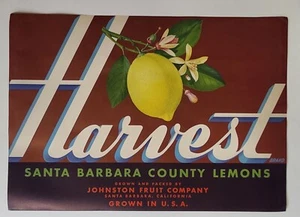 Harvest
SANTA BARBARA COUNTY LEMONS
GROWN AND PACKED BY
JOHNSTON FRUIT COMPANY
SANTA BARBARA, CALIFORNIA
GROWN IN U.S.A.